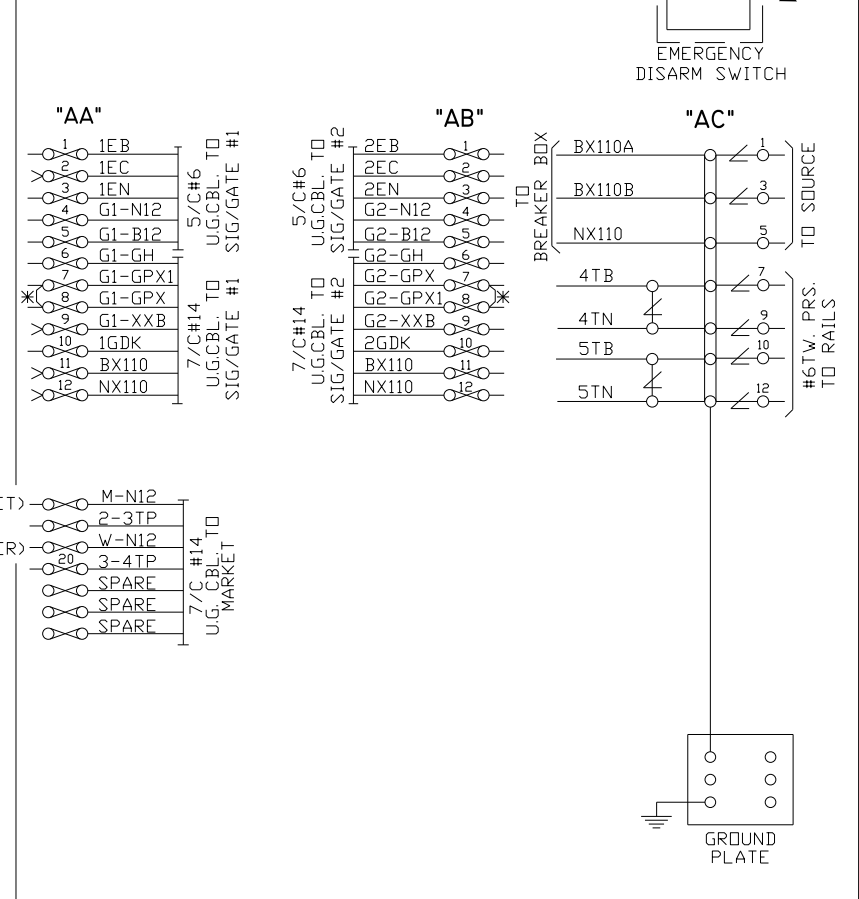 EMERGENCY
DISARM SWITCH
"AA"
1 1EB
2 1EC
3 1EN
4 G1-N12
5 G1-B12
6 G1-GH
7 G1-GPX1
8 G1-GPX
9 G1-XXB
10 1GDK
11 BX110
12 NX110
5/C#6
U.G.CBL. TO
SIG/GATE #1
7/C#14
U.G.CBL. TO
SIG/GATE #1
"AB"
5/C#6
U.G.CBL. TO
SIG/GATE #2
7/C#14
U.G.CBL. TO
SIG/GATE #2
2EB 1
2EC 2
2EN 3
G2-N12 4
G2-B12 5
G2-GH 6
G2-GPX 7
G2-GPX1 8
G2-XXB 9
2GDK 10
BX110 11
NX110 12
"AC"
TO
BREAKER BOX
BX110A 1
BX110B 3
NX110 5
4TB 7
4TN 9
5TB 10
5TN 12
TO SOURCE
#6TW. PRS.
TO RAILS
ET) M-N12
2-3TP
ER) W-N12
20 3-4TP
SPARE
SPARE
SPARE
7/C #14
U.G. CBL. TO
MARKET
GROUND
PLATE